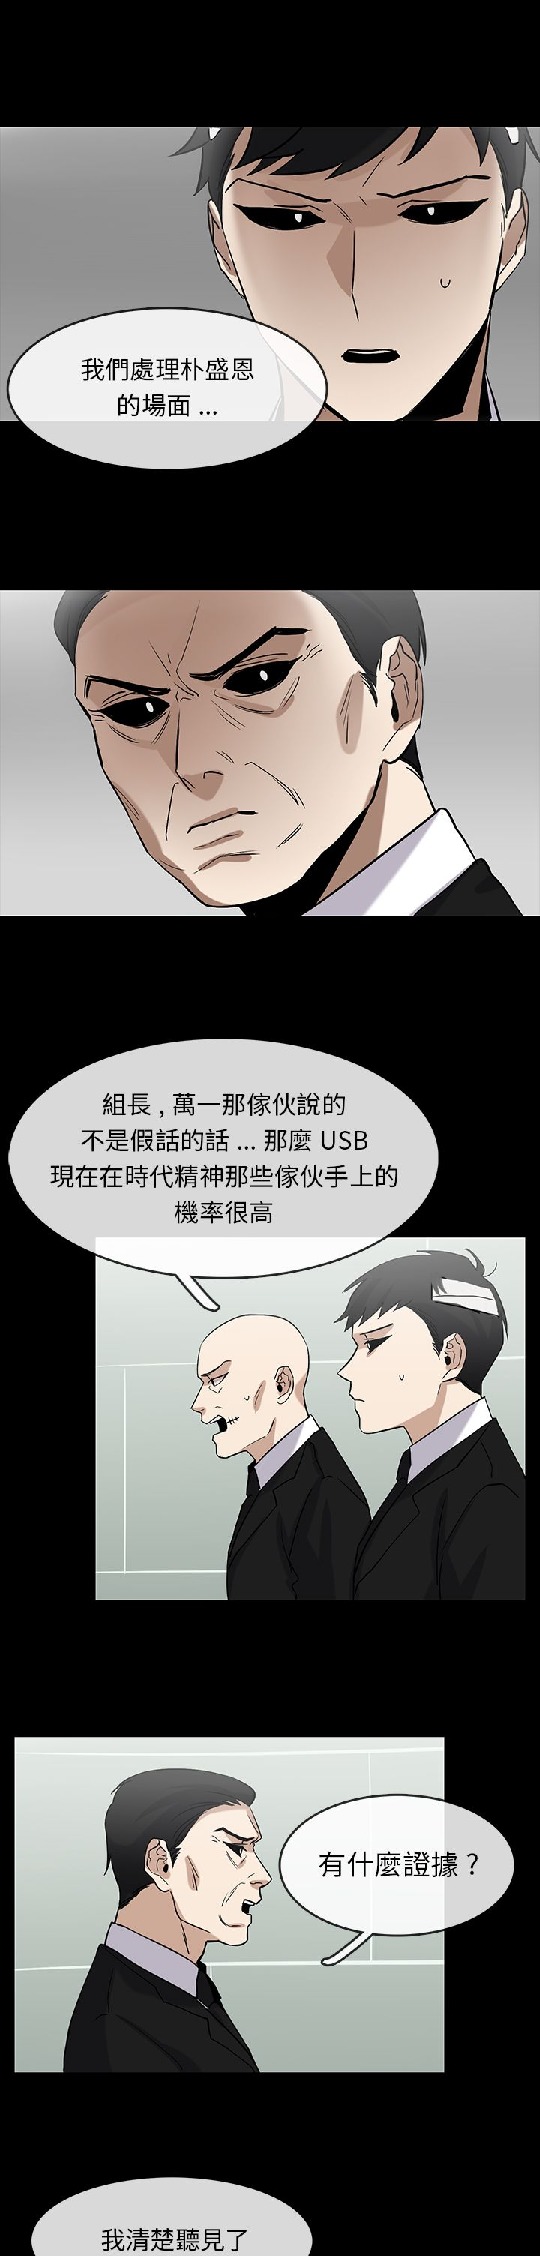 我們處理朴盛恩
的場面...
組長,萬一那傢伙說的
不是假話的話...那麼 USB
現在在時代精神那些傢伙手上的
機率很高
有什麼證據?
我清楚聽見了